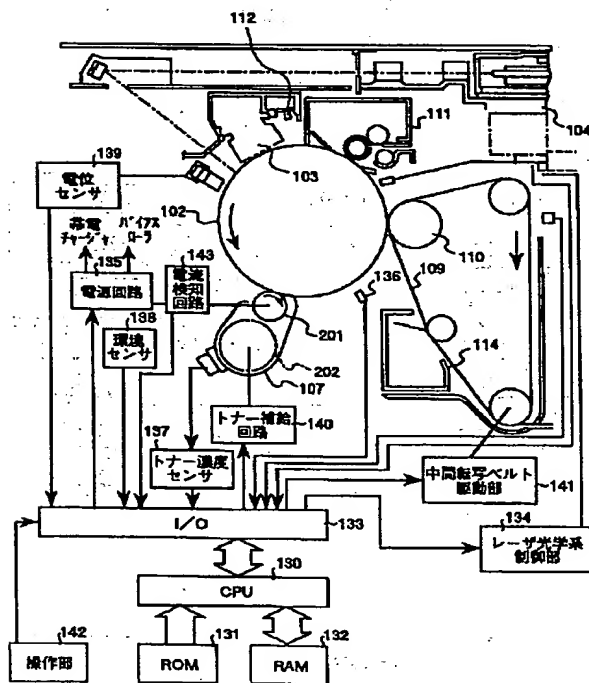 112
111
104
139
電位
センサ
103
102
帯電
チャージャ
バイアス
ローラ
143
135
電源回路
電流
検知
回路
136
110
109
138
環境
センサ
201
202
107
114
トナー補給
回路
140
137
トナー濃度
センサ
中間転写ベルト
駆動部
141
I/O
133
134
レーザ光学系
制御部
130
CPU
142
操作部
131
ROM
132
RAM